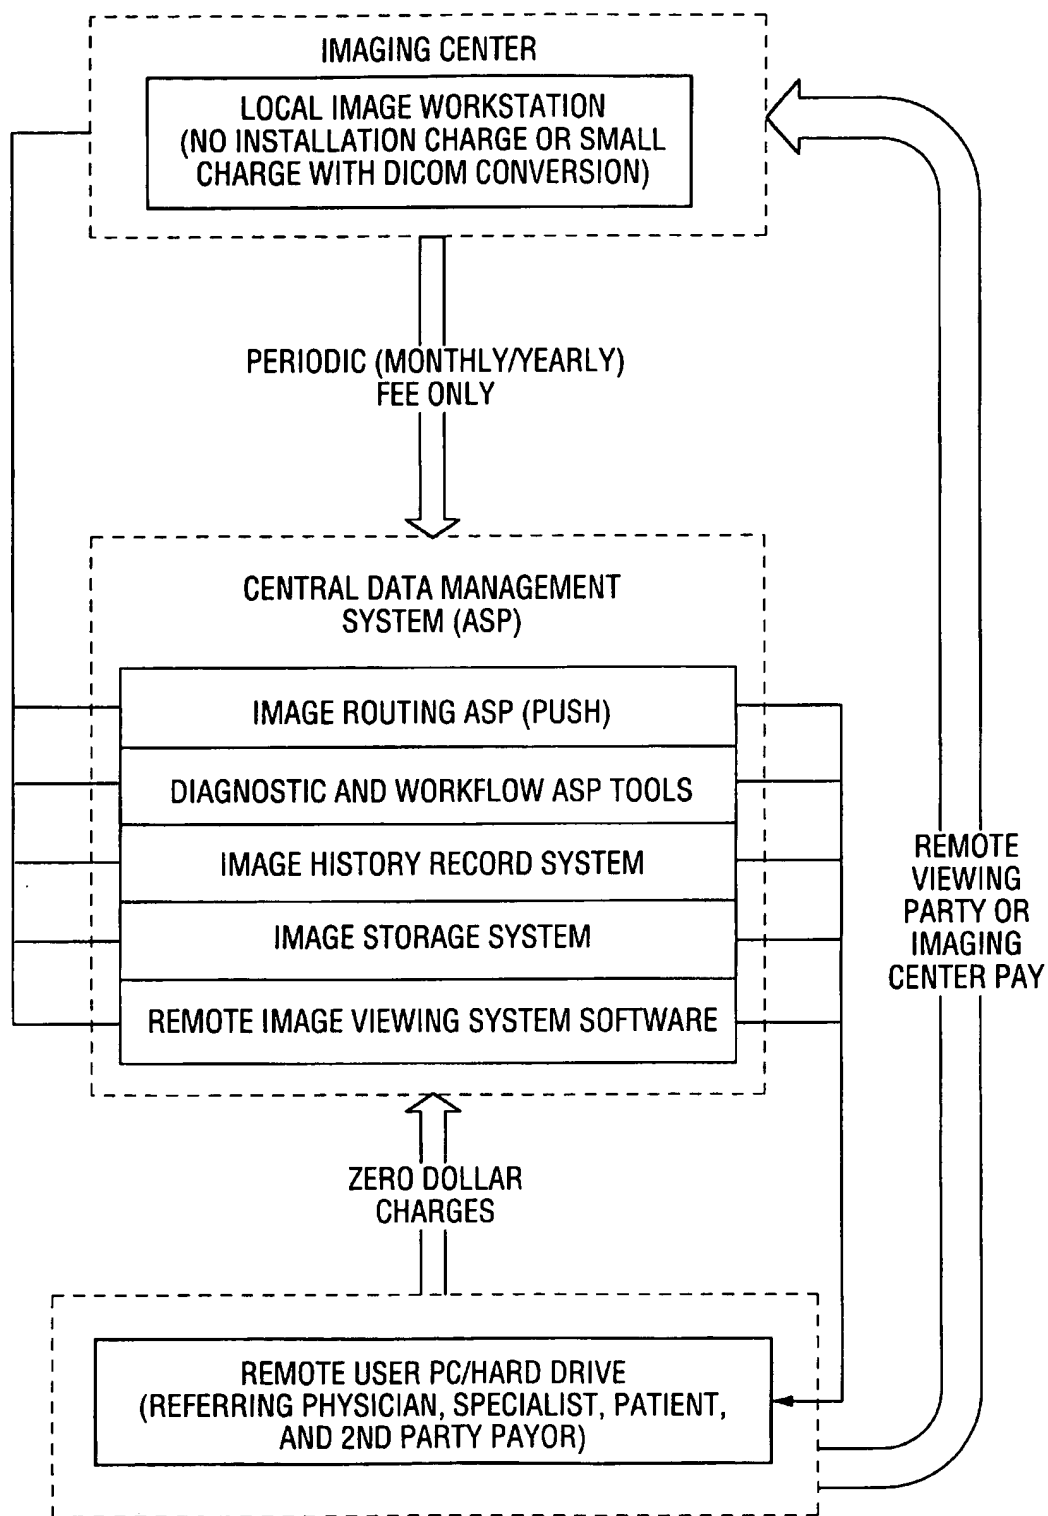 IMAGING CENTER
LOCAL IMAGE WORKSTATION
(NO INSTALLATION CHARGE OR SMALL
CHARGE WITH DICOM CONVERSION)
PERIODIC (MONTHLY/YEARLY)
FEE ONLY
CENTRAL DATA MANAGEMENT
SYSTEM (ASP)
IMAGE ROUTING ASP (PUSH)
DIAGNOSTIC AND WORKFLOW ASP TOOLS
IMAGE HISTORY RECORD SYSTEM
IMAGE STORAGE SYSTEM
REMOTE IMAGE VIEWING SYSTEM SOFTWARE
REMOTE
VIEWING
PARTY OR
IMAGING
CENTER PAY
ZERO DOLLAR
CHARGES
REMOTE USER PC/HARD DRIVE
(REFERRING PHYSICIAN, SPECIALIST, PATIENT,
AND 2ND PARTY PAYOR)